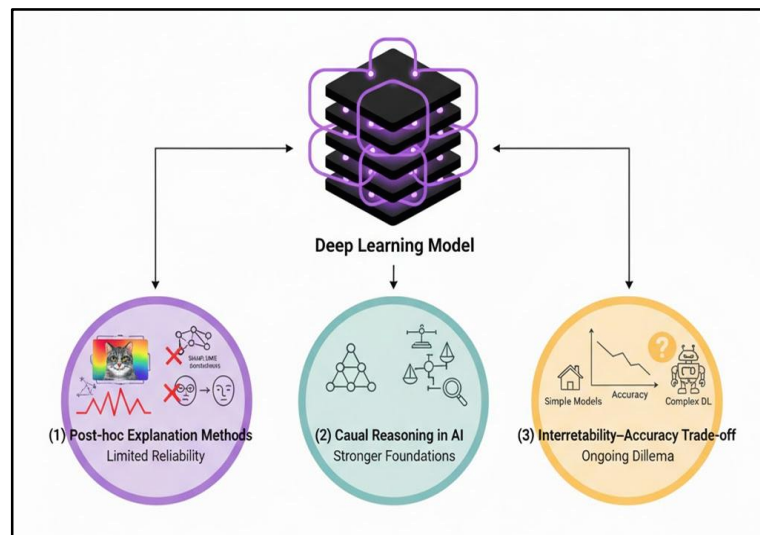 Deep Learning Model
(1) Post-hoc Explanation Methods
Limited Reliability
(2) Caual Reasoning in AI
Stronger Foundations
?
Simple Models
Accuracy
Complex DL
(3) Interretability–Accuracy Trade-off
Ongoing Dillema